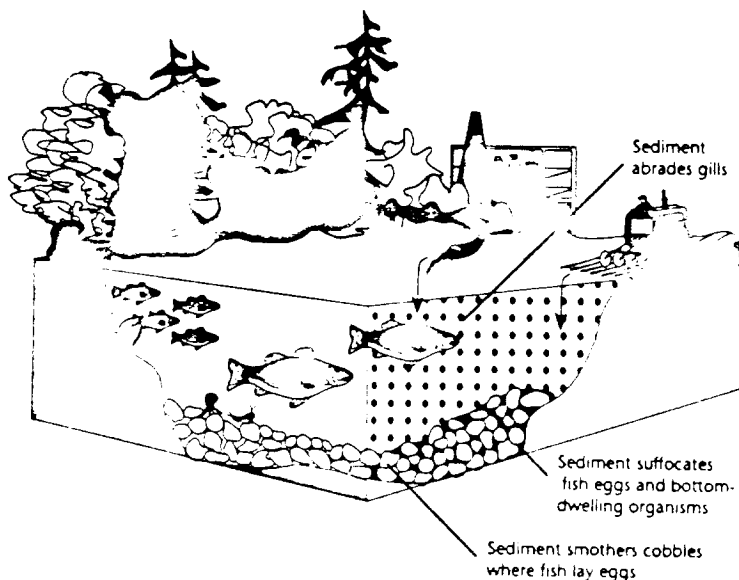 Sediment
abrades gills
Sediment suffocates
fish eggs and bottom-
dwelling organisms
Sediment smothers cobbles
where fish lay eggs